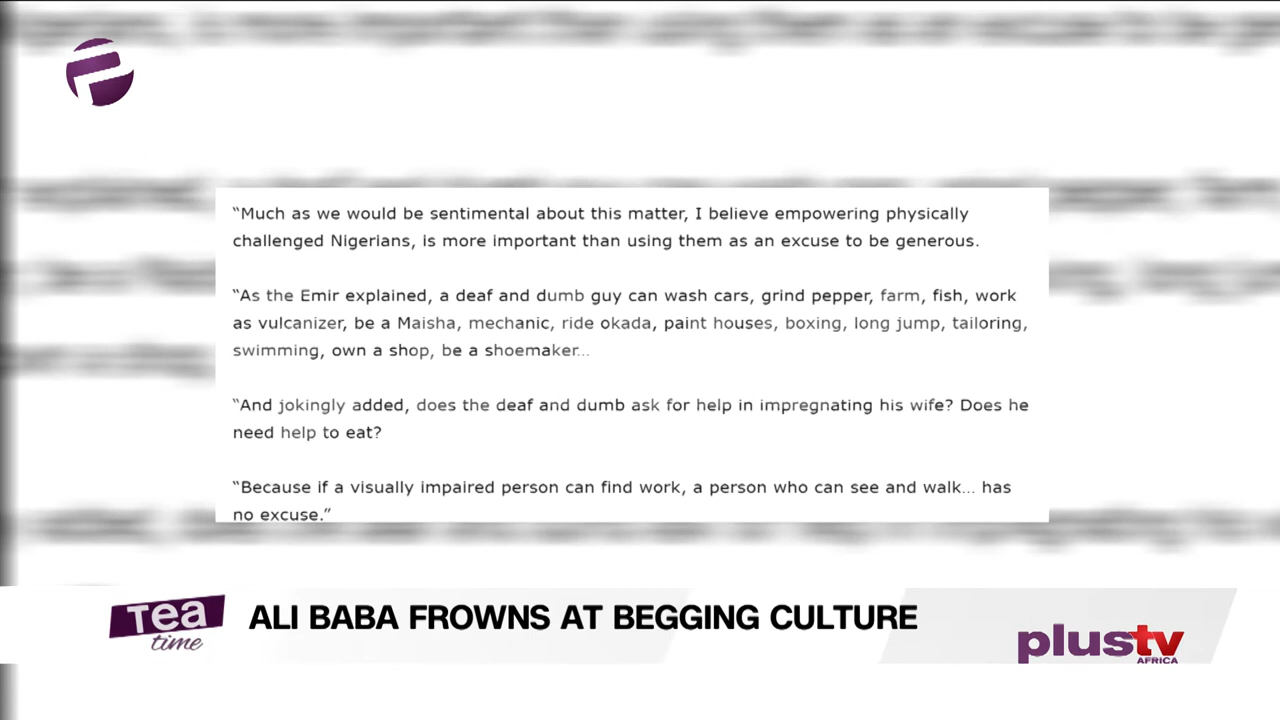 “Much as we would be sentimental about this matter, I believe empowering physically
challenged Nigerians, is more important than using them as an excuse to be generous.
“As the Emir explained, a deaf and dumb guy can wash cars, grind pepper, farm, fish, work
as vulcanizer, be a Maisha, mechanic, ride okada, paint houses, boxing, long jump, tailoring,
swimming, own a shop, be a shoemaker...
“And jokingly added, does the deaf and dumb ask for help in impregnating his wife? Does he
need help to eat?
“Because if a visually impaired person can find work, a person who can see and walk... has
no excuse.”
Tea
time
ALI BABA FROWNS AT BEGGING CULTURE
plustv
AFRICA